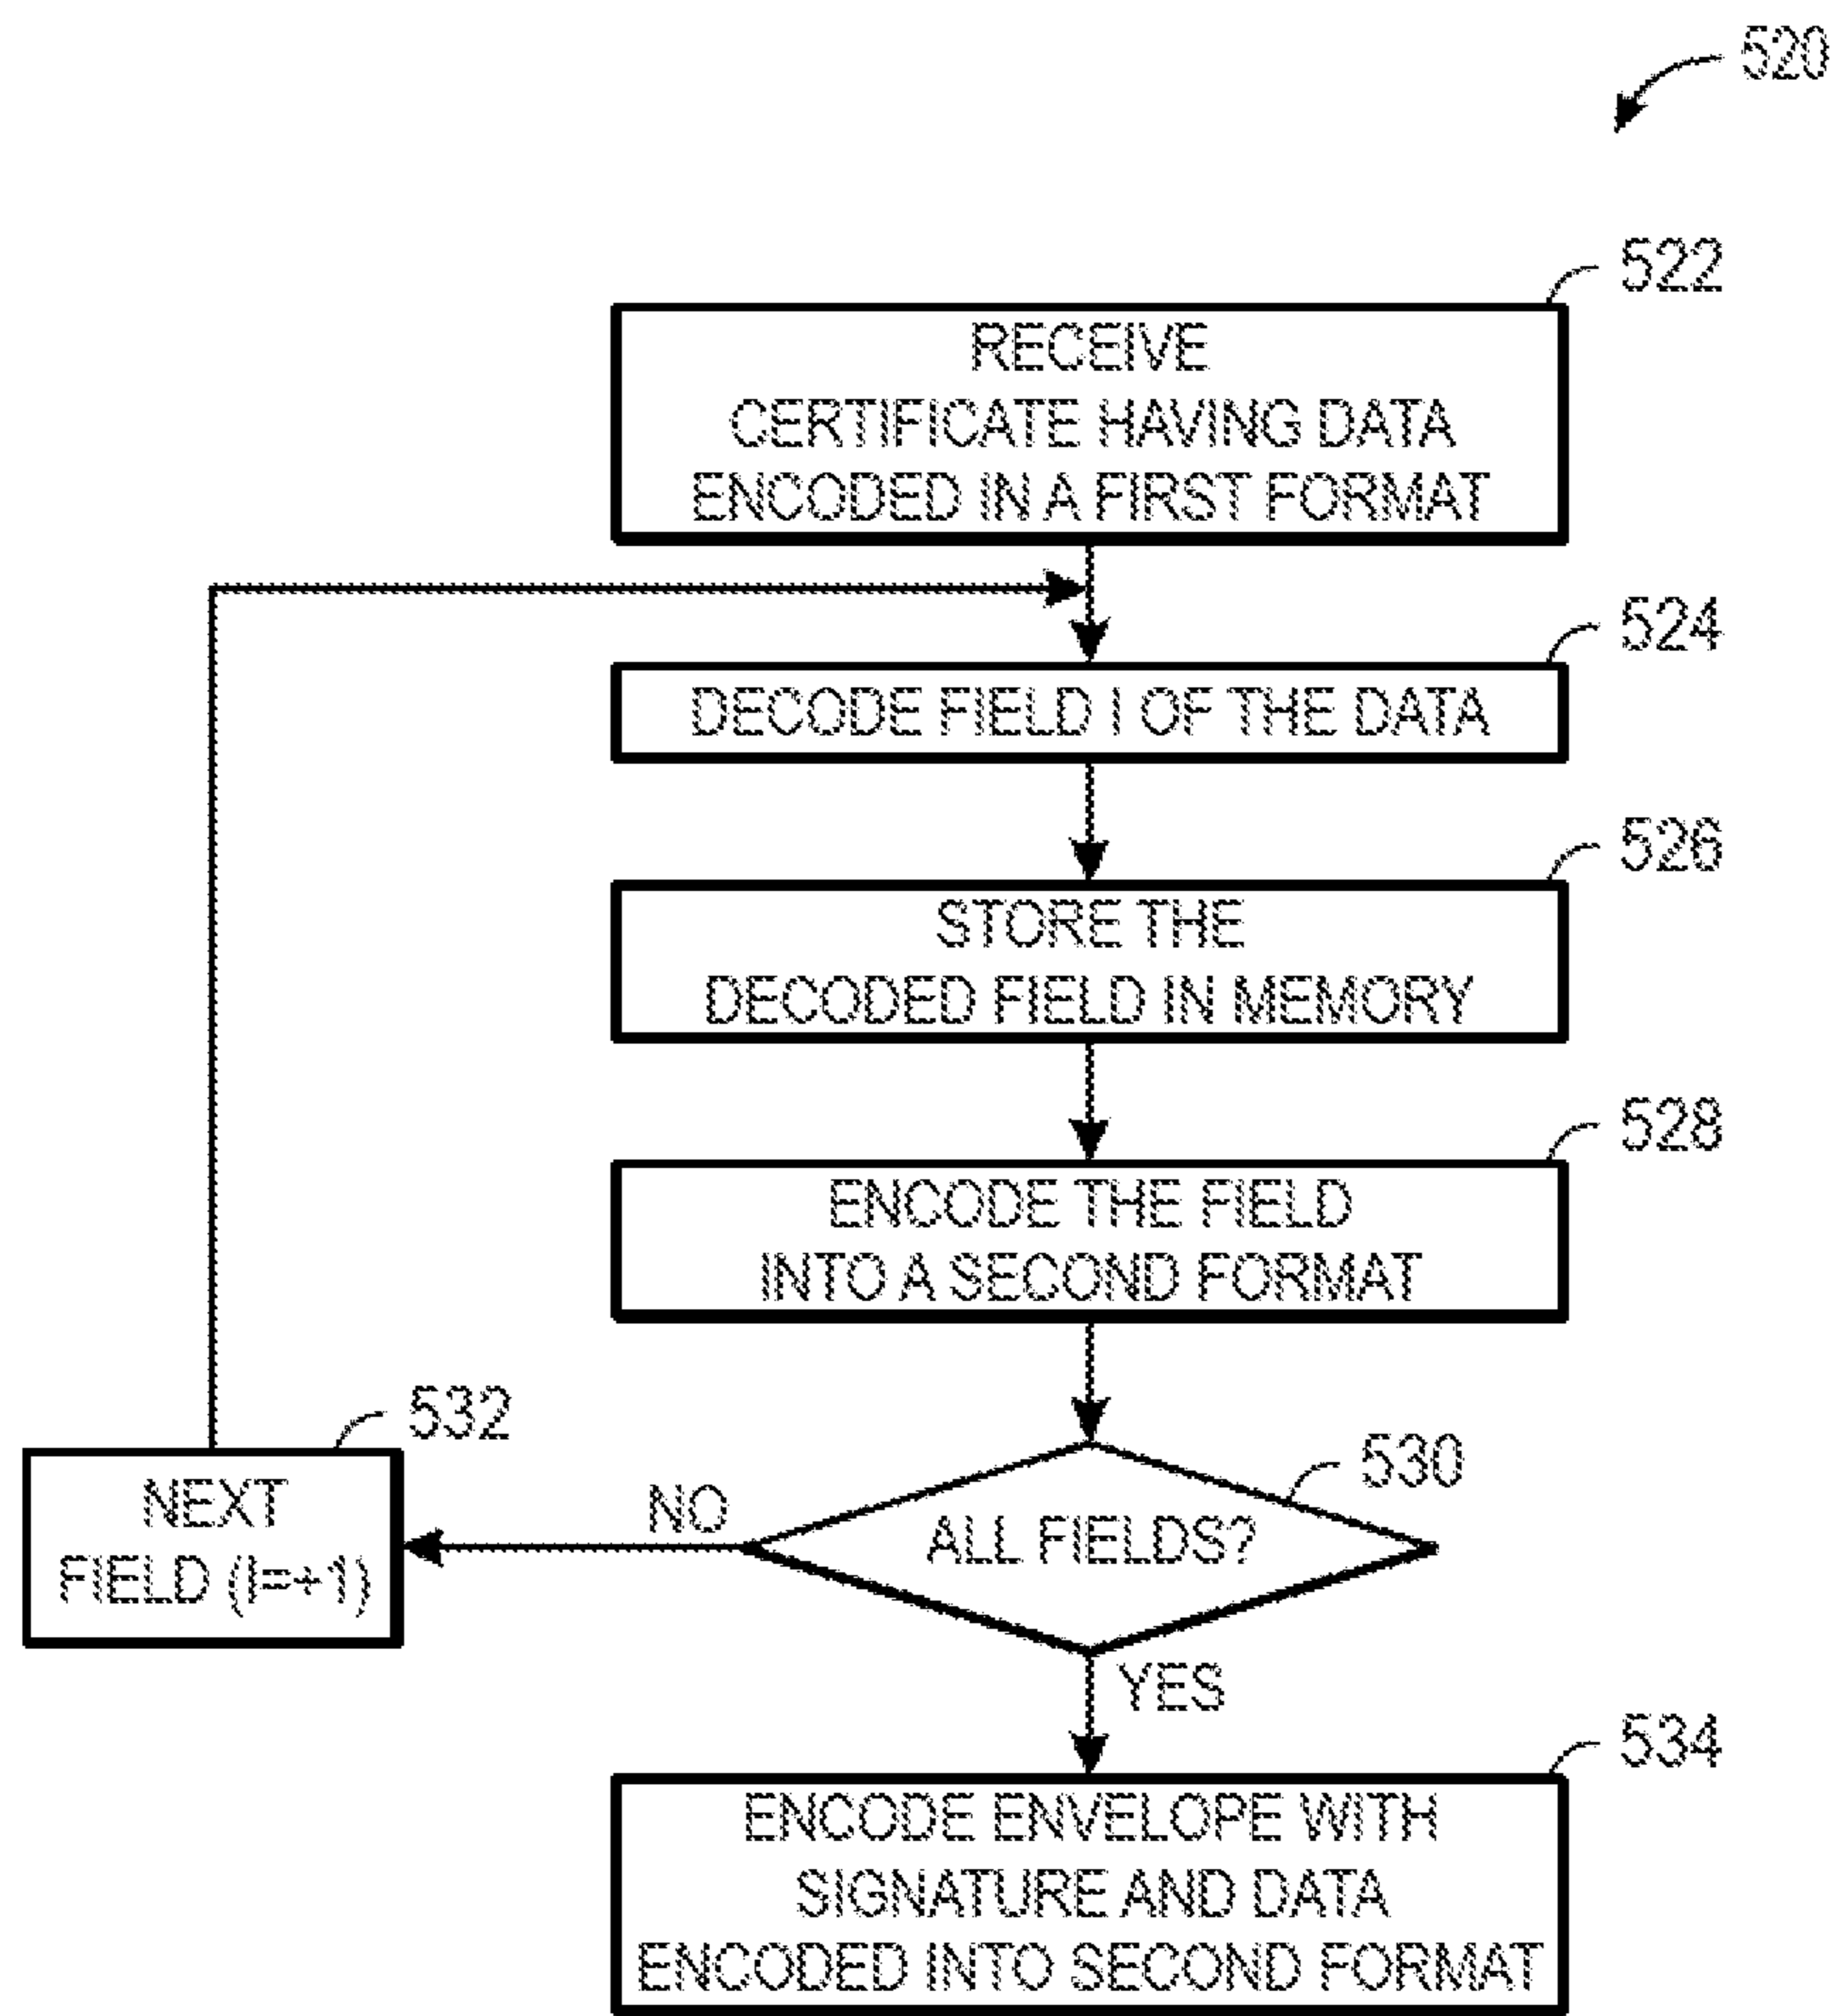 520
522
RECEIVE
CERTIFICATE HAVING DATA
ENCODED IN A FIRST FORMAT
524
DECODE FIELD I OF THE DATA
526
STORE THE
DECODED FIELD IN MEMORY
528
ENCODE THE FIELD
INTO A SECOND FORMAT
532
NEXT
FIELD (I=+1)
NO
530
ALL FIELDS?
YES
534
ENCODE ENVELOPE WITH
SIGNATURE AND DATA
ENCODED INTO SECOND FORMAT